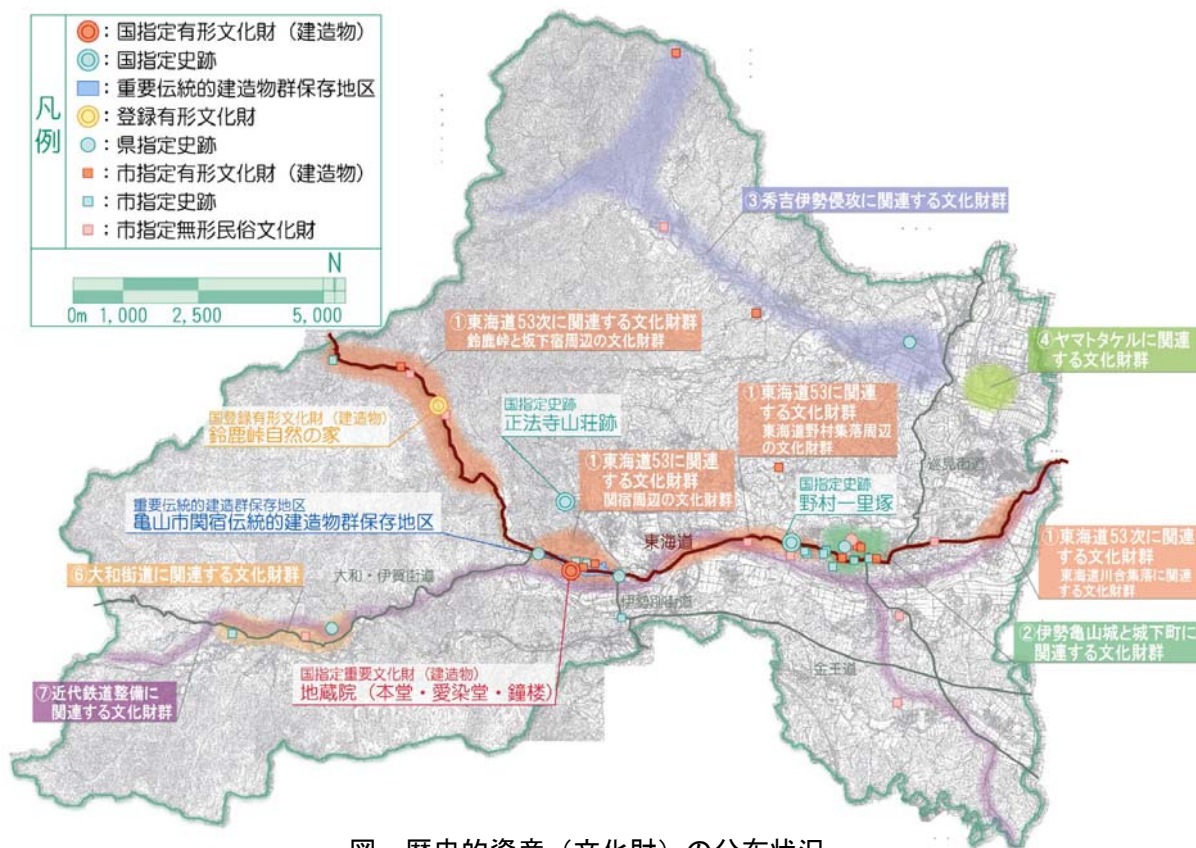 凡例
：国指定有形文化財（建造物）
：国指定史跡
：重要伝統的建造物群保存地区
：登録有形文化財
：県指定史跡
：市指定有形文化財（建造物）
：市指定史跡
：市指定無形民俗文化財
N
0m 1,000 2,500 5,000
③秀吉伊勢侵攻に関連する文化財群
①東海道53次に関連する文化財群
鈴鹿峠と坂下宿周辺の文化財群
④ヤマトタケルに関連
する文化財群
国登録有形文化財（建造物）
鈴鹿峠自然の家
国指定史跡
正法寺山荘跡
①東海道53に関連
する文化財群
東海道野村集落周辺
の文化財群
巡見街道
①東海道53に関連
する文化財群
関宿周辺の文化財群
国指定史跡
野村一里塚
重要伝統的建造群保存地区
亀山市関宿伝統的建造物群保存地区
東海道
①東海道53次に関連
する文化財群
東海道川合集落に関連
する文化財群
⑥大和街道に関連する文化財群
大和・伊賀街道
伊勢別街道
②伊勢亀山城と城下町に
関連する文化財群
金王道
国指定重要文化財（建造物）
地蔵院（本堂・愛染堂・鐘楼）
⑦近代鉄道整備に
関連する文化財群
図　歴史的資産（文化財）の分布状況